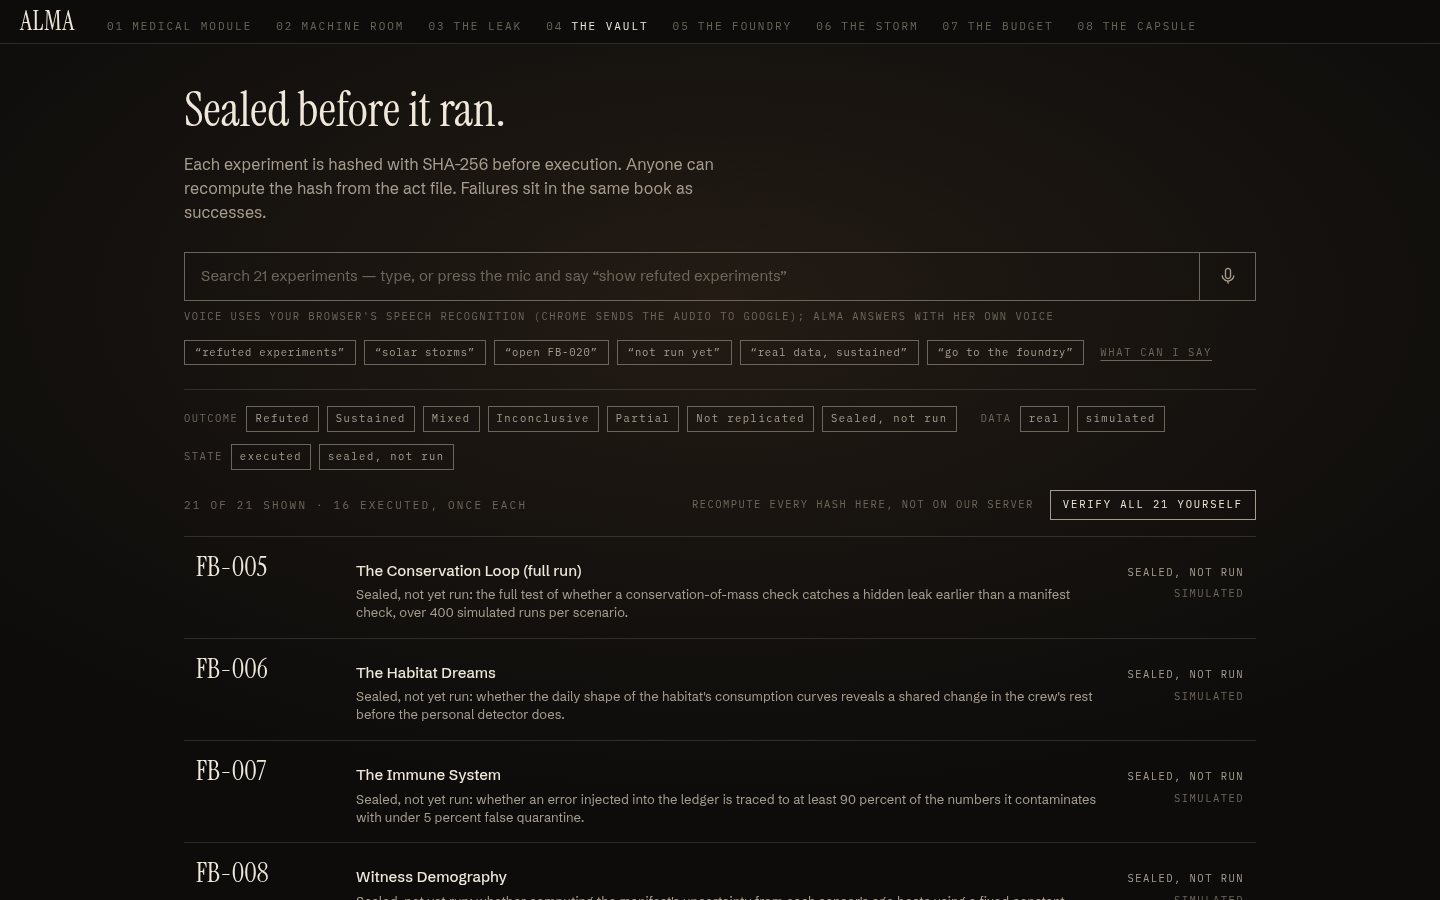 ALMA 01 MEDICAL MODULE 02 MACHINE ROOM 03 THE LEAK 04 THE VAULT 05 THE FOUNDRY 06 THE STORM 07 THE BUDGET 08 THE CAPSULE
Sealed before it ran.
Each experiment is hashed with SHA-256 before execution. Anyone can
recompute the hash from the act file. Failures sit in the same book as
successes.
Search 21 experiments — type, or press the mic and say “show refuted experiments”
VOICE USES YOUR BROWSER'S SPEECH RECOGNITION (CHROME SENDS THE AUDIO TO GOOGLE); ALMA ANSWERS WITH HER OWN VOICE
“refuted experiments” “solar storms” “open FB-020” “not run yet” “real data, sustained” “go to the foundry” WHAT CAN I SAY
OUTCOME Refuted Sustained Mixed Inconclusive Partial Not replicated Sealed, not run DATA real simulated
STATE executed sealed, not run
21 OF 21 SHOWN · 16 EXECUTED, ONCE EACH RECOMPUTE EVERY HASH HERE, NOT ON OUR SERVER VERIFY ALL 21 YOURSELF
FB-005 The Conservation Loop (full run) SEALED, NOT RUN
Sealed, not yet run: the full test of whether a conservation-of-mass check catches a hidden leak earlier than a manifest SIMULATED
check, over 400 simulated runs per scenario.
FB-006 The Habitat Dreams SEALED, NOT RUN
Sealed, not yet run: whether the daily shape of the habitat's consumption curves reveals a shared change in the crew's rest SIMULATED
before the personal detector does.
FB-007 The Immune System SEALED, NOT RUN
Sealed, not yet run: whether an error injected into the ledger is traced to at least 90 percent of the numbers it contaminates SIMULATED
with under 5 percent false quarantine.
FB-008 Witness Demography SEALED, NOT RUN